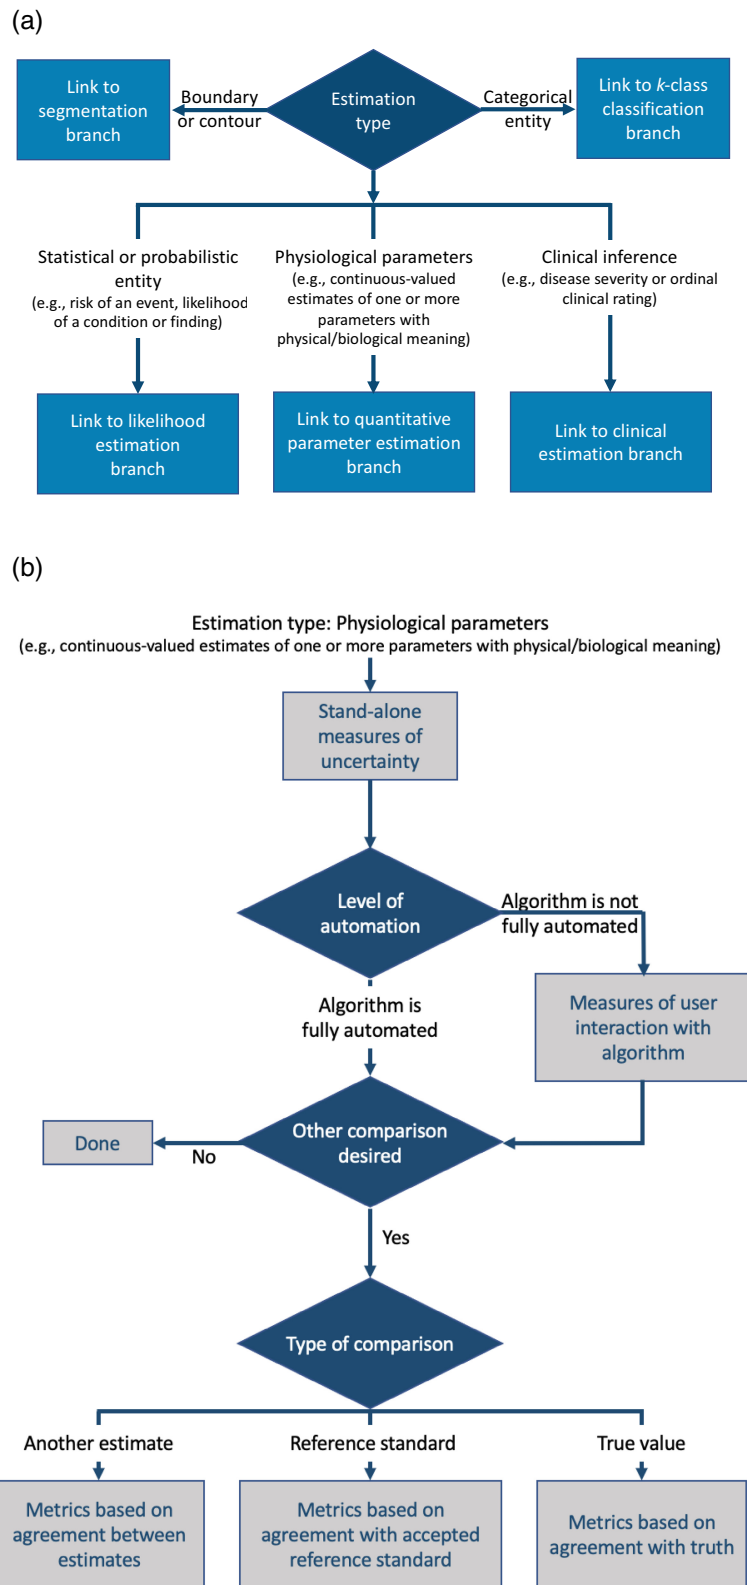 (a)
Link to
segmentation
branch
Boundary
or contour
Estimation
type
Categorical
entity
Link to k-class
classification
branch
Statistical or probabilistic
entity
(e.g., risk of an event, likelihood
of a condition or finding)
Physiological parameters
(e.g., continuous-valued
estimates of one or more
parameters with
physical/biological meaning)
Clinical inference
(e.g., disease severity or ordinal
clinical rating)
Link to likelihood
estimation
branch
Link to quantitative
parameter estimation
branch
Link to clinical
estimation branch
(b)
Estimation type: Physiological parameters
(e.g., continuous-valued estimates of one or more parameters with physical/biological meaning)
Stand-alone
measures of
uncertainty
Level of
automation
Algorithm is not
fully automated
Algorithm is
fully automated
Measures of user
interaction with
algorithm
Other comparison
desired
No
Done
Yes
Type of comparison
Another estimate
Reference standard
True value
Metrics based on
agreement between
estimates
Metrics based on
agreement with accepted
reference standard
Metrics based on
agreement with truth